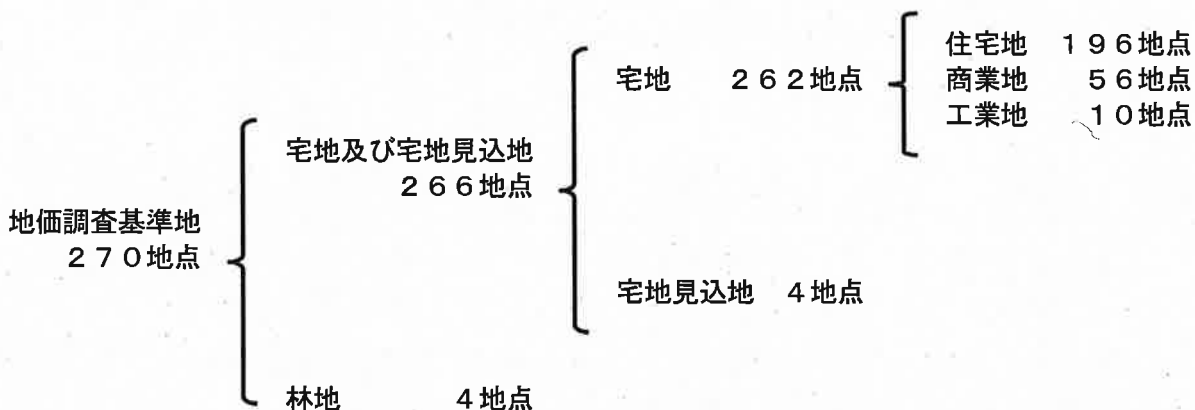 地価調査基準地
２７０地点
宅地及び宅地見込地
２６６地点
林地　４地点
宅地　２６２地点
宅地見込地　４地点
住宅地　１９６地点
商業地　５６地点
工業地　１０地点